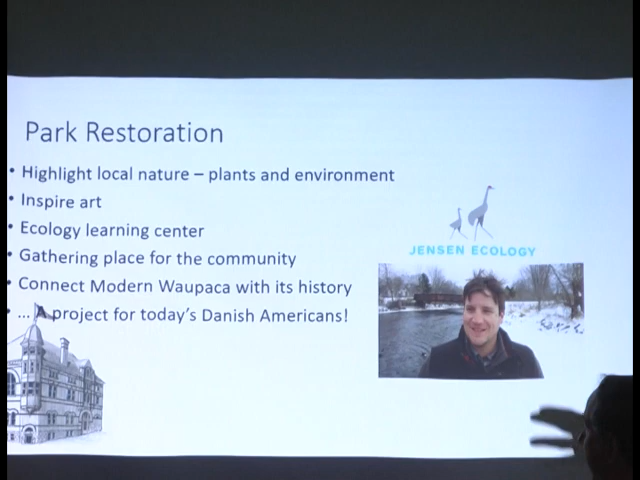 Park Restoration
• Highlight local nature – plants and environment
• Inspire art
• Ecology learning center
• Gathering place for the community
• Connect Modern Waupaca with its history
• ... A project for today's Danish Americans!
JENSEN ECOLOGY